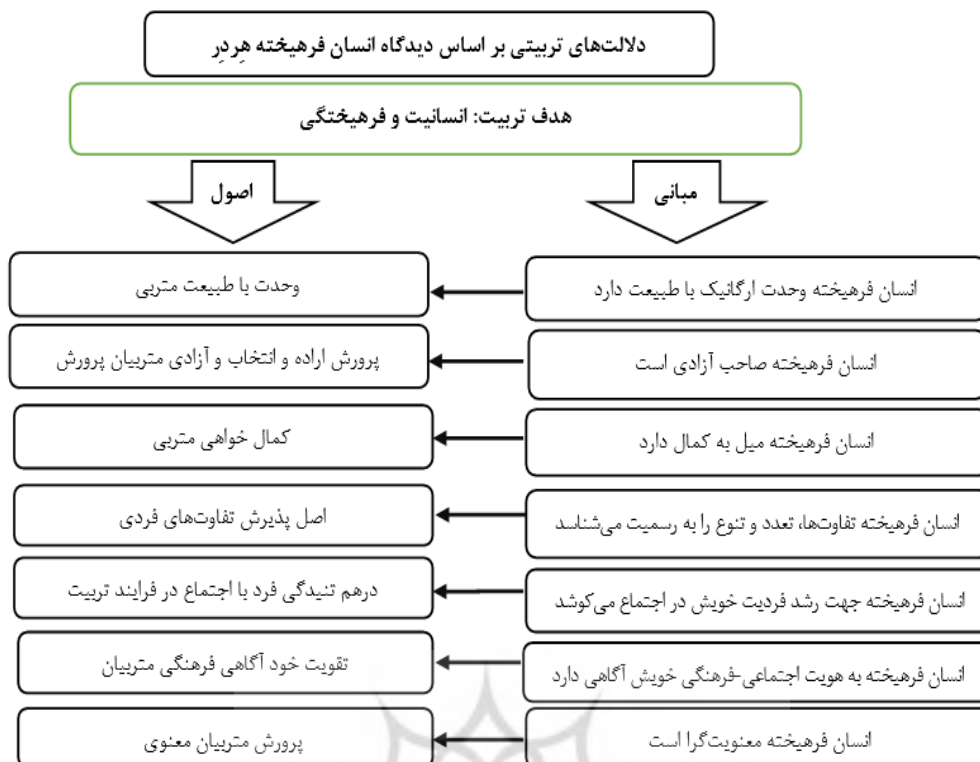 دلالت‌های تربیتی بر اساس دیدگاه انسان فرهیخته هِردِر
هدف تربیت: انسانیت و فرهیختگی
مبانی
اصول
انسان فرهیخته وحدت ارگانیک با طبیعت دارد
وحدت با طبیعت متربی
انسان فرهیخته صاحب آزادی است
پرورش اراده و انتخاب و آزادی متربیان پرورش
انسان فرهیخته میل به کمال دارد
کمال خواهی متربی
انسان فرهیخته تفاوت‌ها، تعدد و تنوع را به رسمیت می‌شناسد
اصل پذیرش تفاوت‌های فردی
انسان فرهیخته جهت رشد فردیت خویش در اجتماع می‌کوشد
درهم تنیدگی فرد با اجتماع در فرایند تربیت
انسان فرهیخته به هویت اجتماعی-فرهنگی خویش آگاهی دارد
تقویت خود آگاهی فرهنگی متربیان
انسان فرهیخته معنویت‌گرا است
پرورش متربیان معنوی